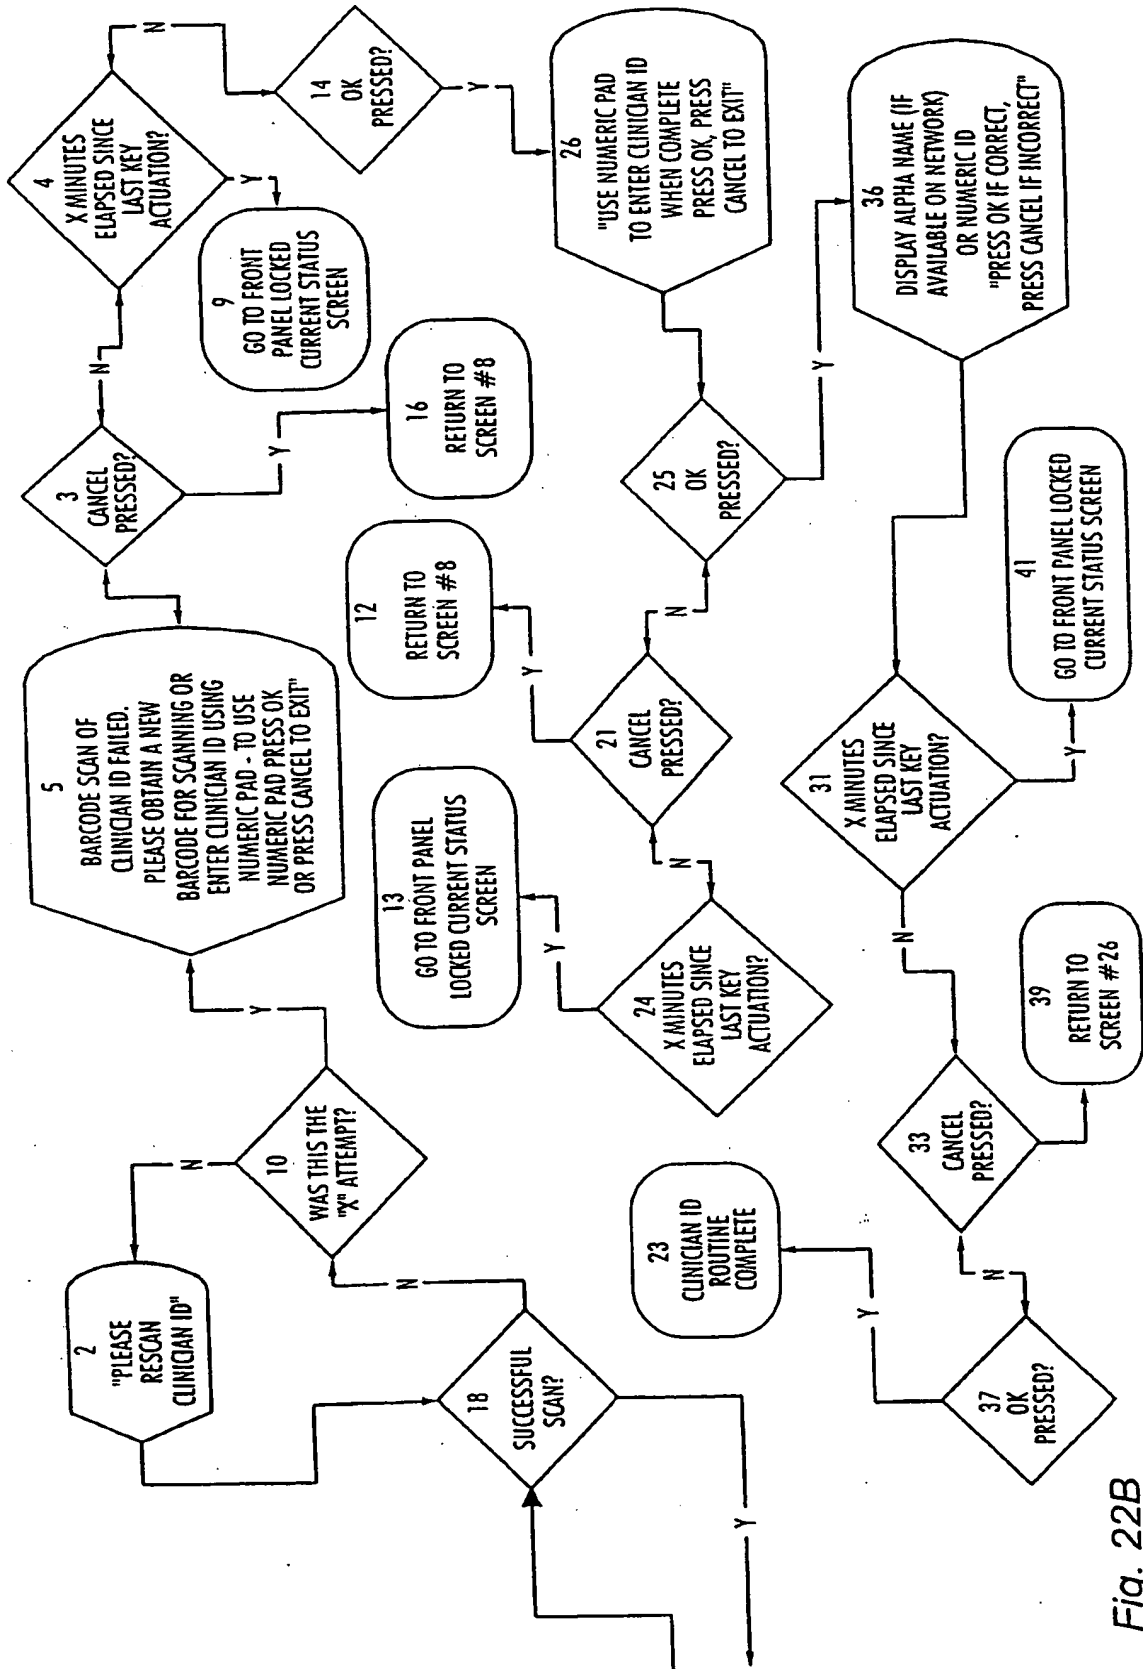 2
"PLEASE
RESCAN
CLINICIAN ID"
N
10
WAS THIS THE
"X" ATTEMPT?
Y
N
18
SUCCESSFUL
SCAN?
Y
5
BARCODE SCAN OF
CLINICIAN ID FAILED.
PLEASE OBTAIN A NEW
BARCODE FOR SCANNING OR
ENTER CLINICIAN ID USING
NUMERIC PAD - TO USE
NUMERIC PAD PRESS OK
OR PRESS CANCEL TO EXIT"
3
CANCEL
PRESSED?
N
Y
4
X MINUTES
ELAPSED SINCE
LAST KEY
ACTUATION?
N
Y
9
GO TO FRONT
PANEL LOCKED
CURRENT STATUS
SCREEN
16
RETURN TO
SCREEN #8
14
OK
PRESSED?
Y
26
"USE NUMERIC PAD
TO ENTER CLINICIAN ID
WHEN COMPLETE
PRESS OK, PRESS
CANCEL TO EXIT"
12
RETURN TO
SCREEN #8
Y
13
GO TO FRONT PANEL
LOCKED CURRENT STATUS
SCREEN
Y
24
X MINUTES
ELAPSED SINCE
LAST KEY
ACTUATION?
N
21
CANCEL
PRESSED?
N
25
OK
PRESSED?
Y
36
DISPLAY ALPHA NAME (IF
AVAILABLE ON NETWORK)
OR NUMERIC ID
"PRESS OK IF CORRECT,
PRESS CANCEL IF INCORRECT"
23
CLINICIAN ID
ROUTINE
COMPLETE
Y
37
OK
PRESSED?
N
33
CANCEL
PRESSED?
N
31
X MINUTES
ELAPSED SINCE
LAST KEY
ACTUATION?
Y
39
RETURN TO
SCREEN #26
41
GO TO FRONT PANEL LOCKED
CURRENT STATUS SCREEN
Fig. 22B